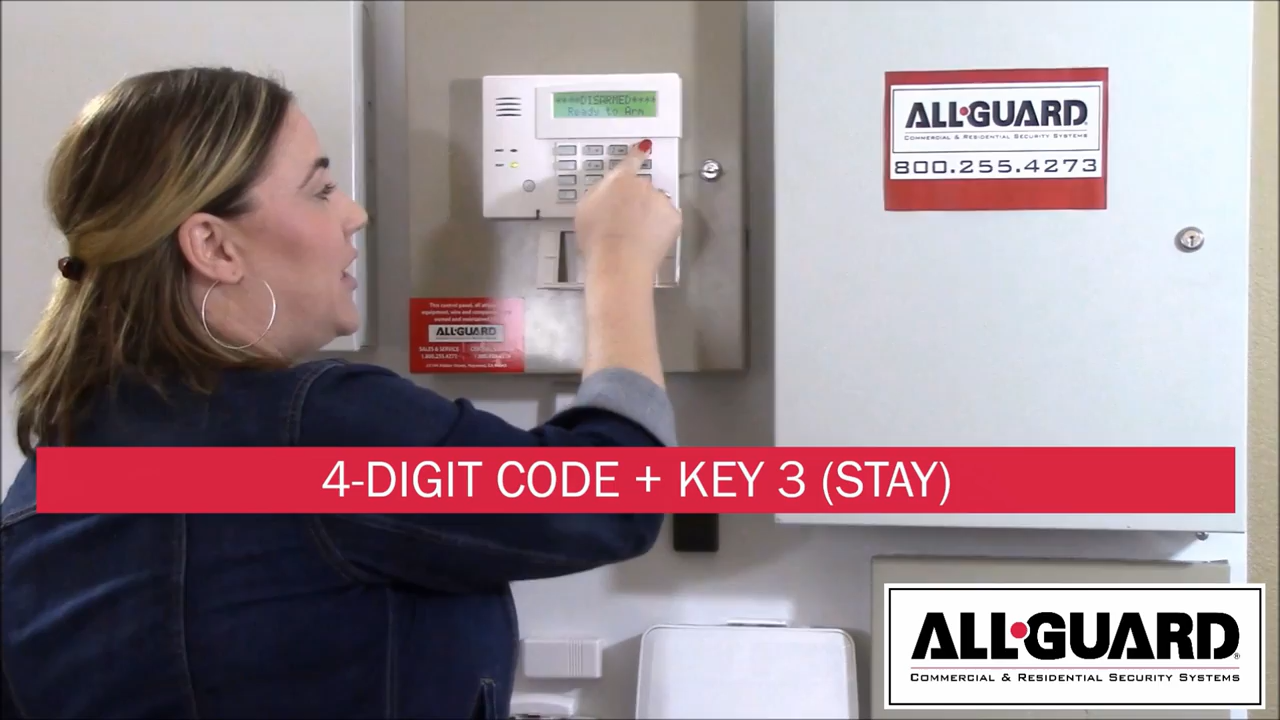 ****DISARMED****
Ready to Arm
ALL·GUARD
COMMERCIAL & RESIDENTIAL SECURITY SYSTEMS
800.255.4273
ALL·GUARD
SALES & SERVICE
4-DIGIT CODE + KEY 3 (STAY)
ALL·GUARD®
COMMERCIAL & RESIDENTIAL SECURITY SYSTEMS